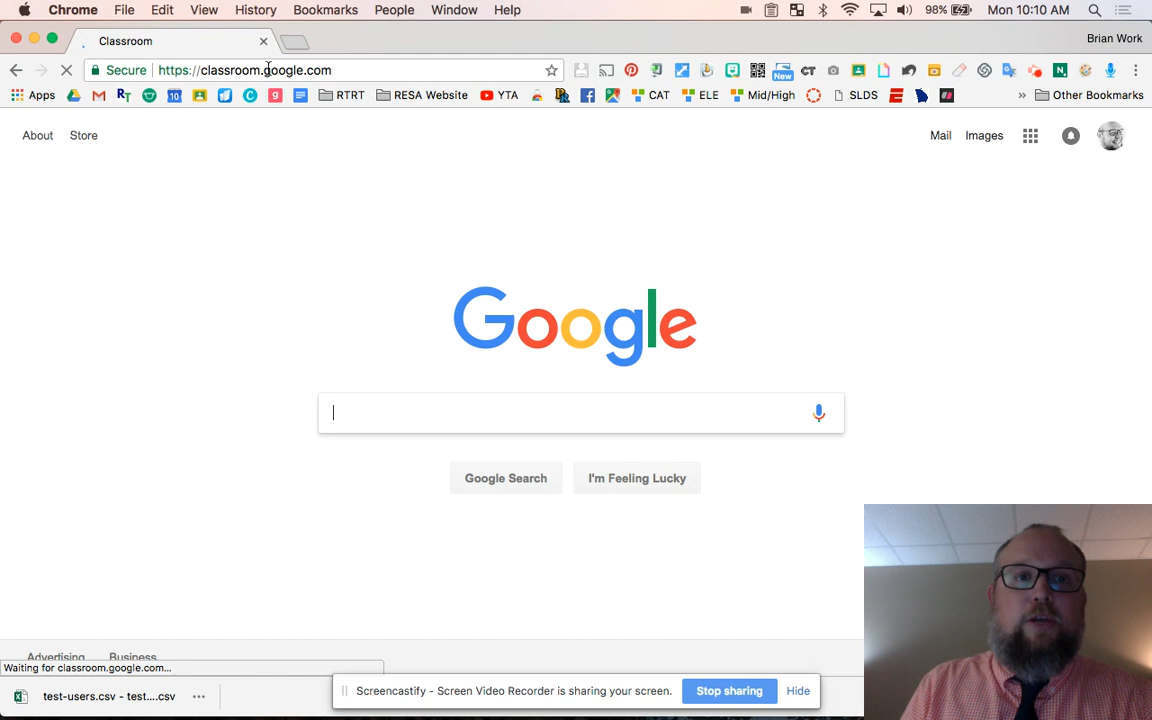 Chrome File Edit View History Bookmarks People Window Help 98% Mon 10:10 AM
Classroom Brian Work
Secure https://classroom.google.com New
Apps 10 RTRT RESA Website YTA CAT ELE Mid/High SLDS » Other Bookmarks
About Store Mail Images
Google
Google Search I'm Feeling Lucky
Advertising Business
Waiting for classroom.google.com...
test-users.csv - test....csv
Screencastify - Screen Video Recorder is sharing your screen. Stop sharing Hide